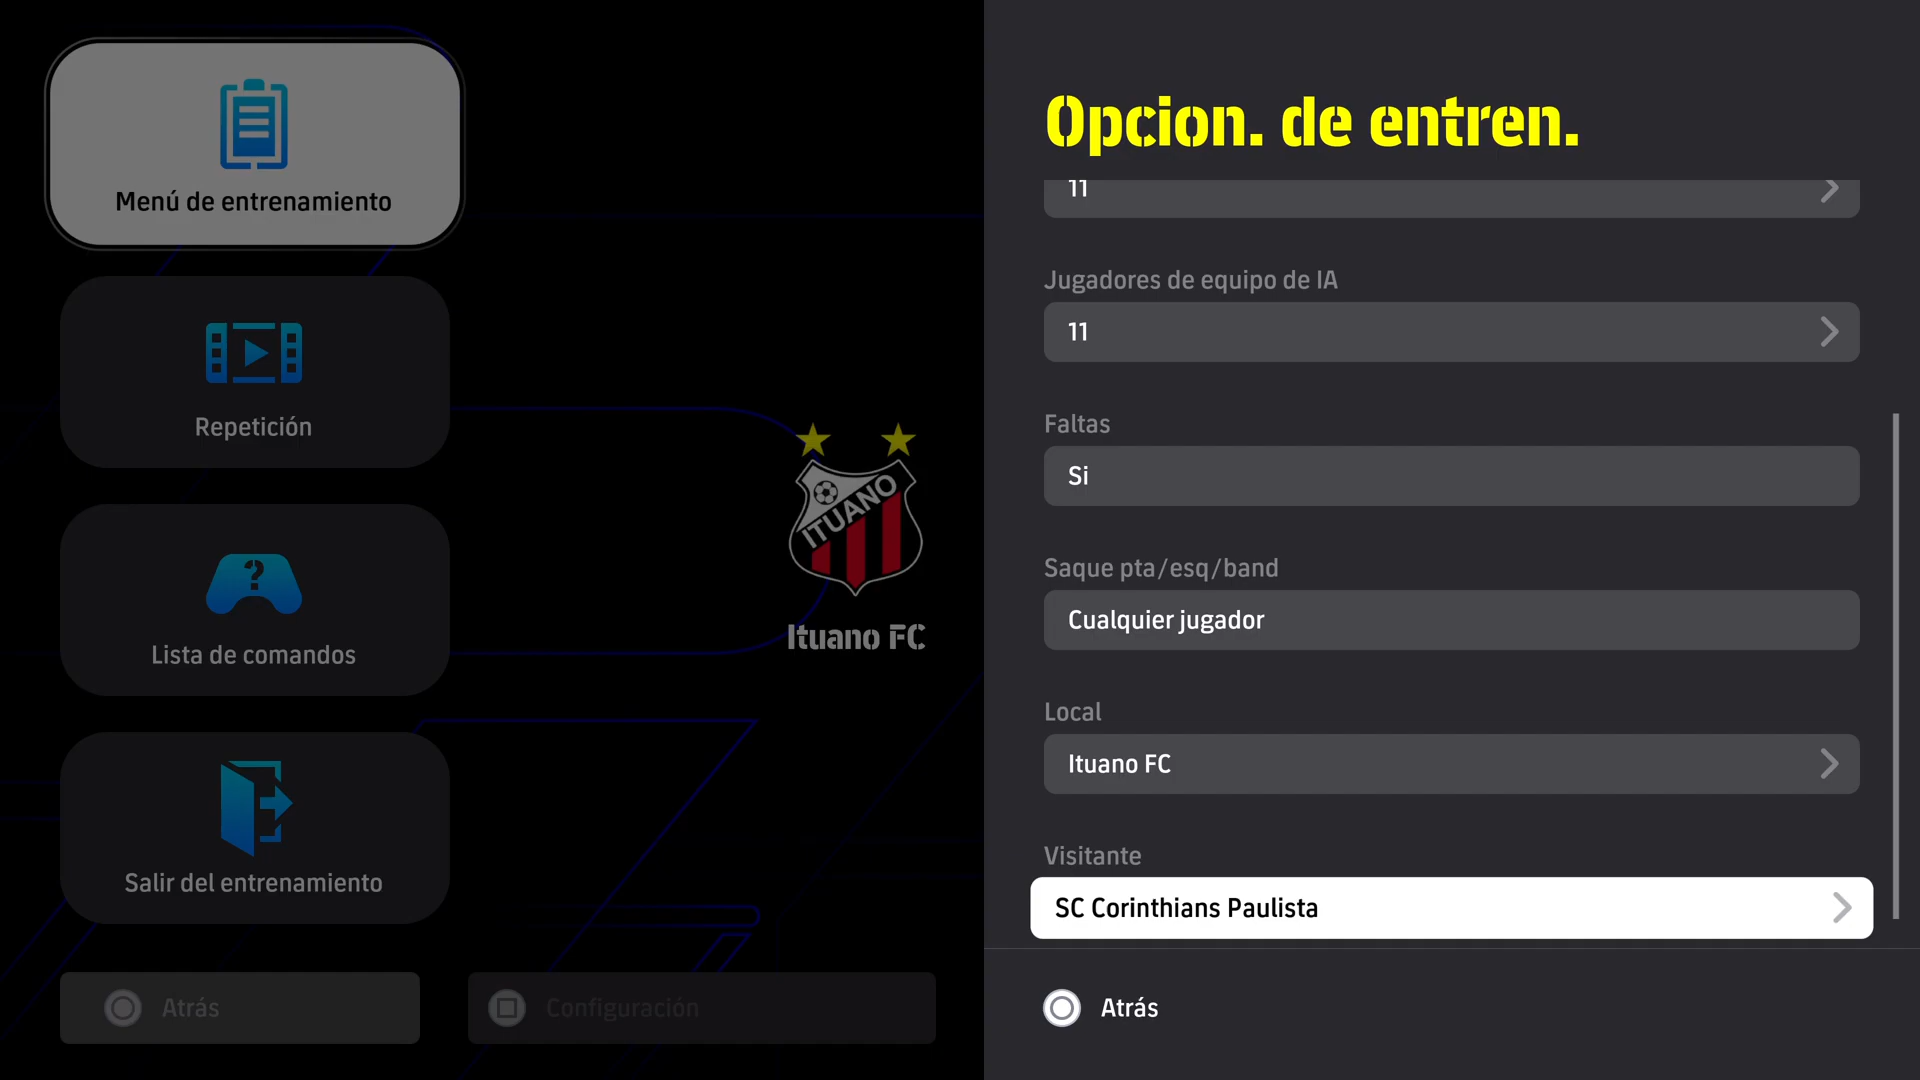 Menú de entrenamiento
Repetición
?
Lista de comandos
Salir del entrenamiento
Atrás
Configuración
ITUANO
Ituano FC
Opcion. de entren.
11
Jugadores de equipo de IA
11
Faltas
Si
Saque pta/esq/band
Cualquier jugador
Local
Ituano FC
Visitante
SC Corinthians Paulista
Atrás